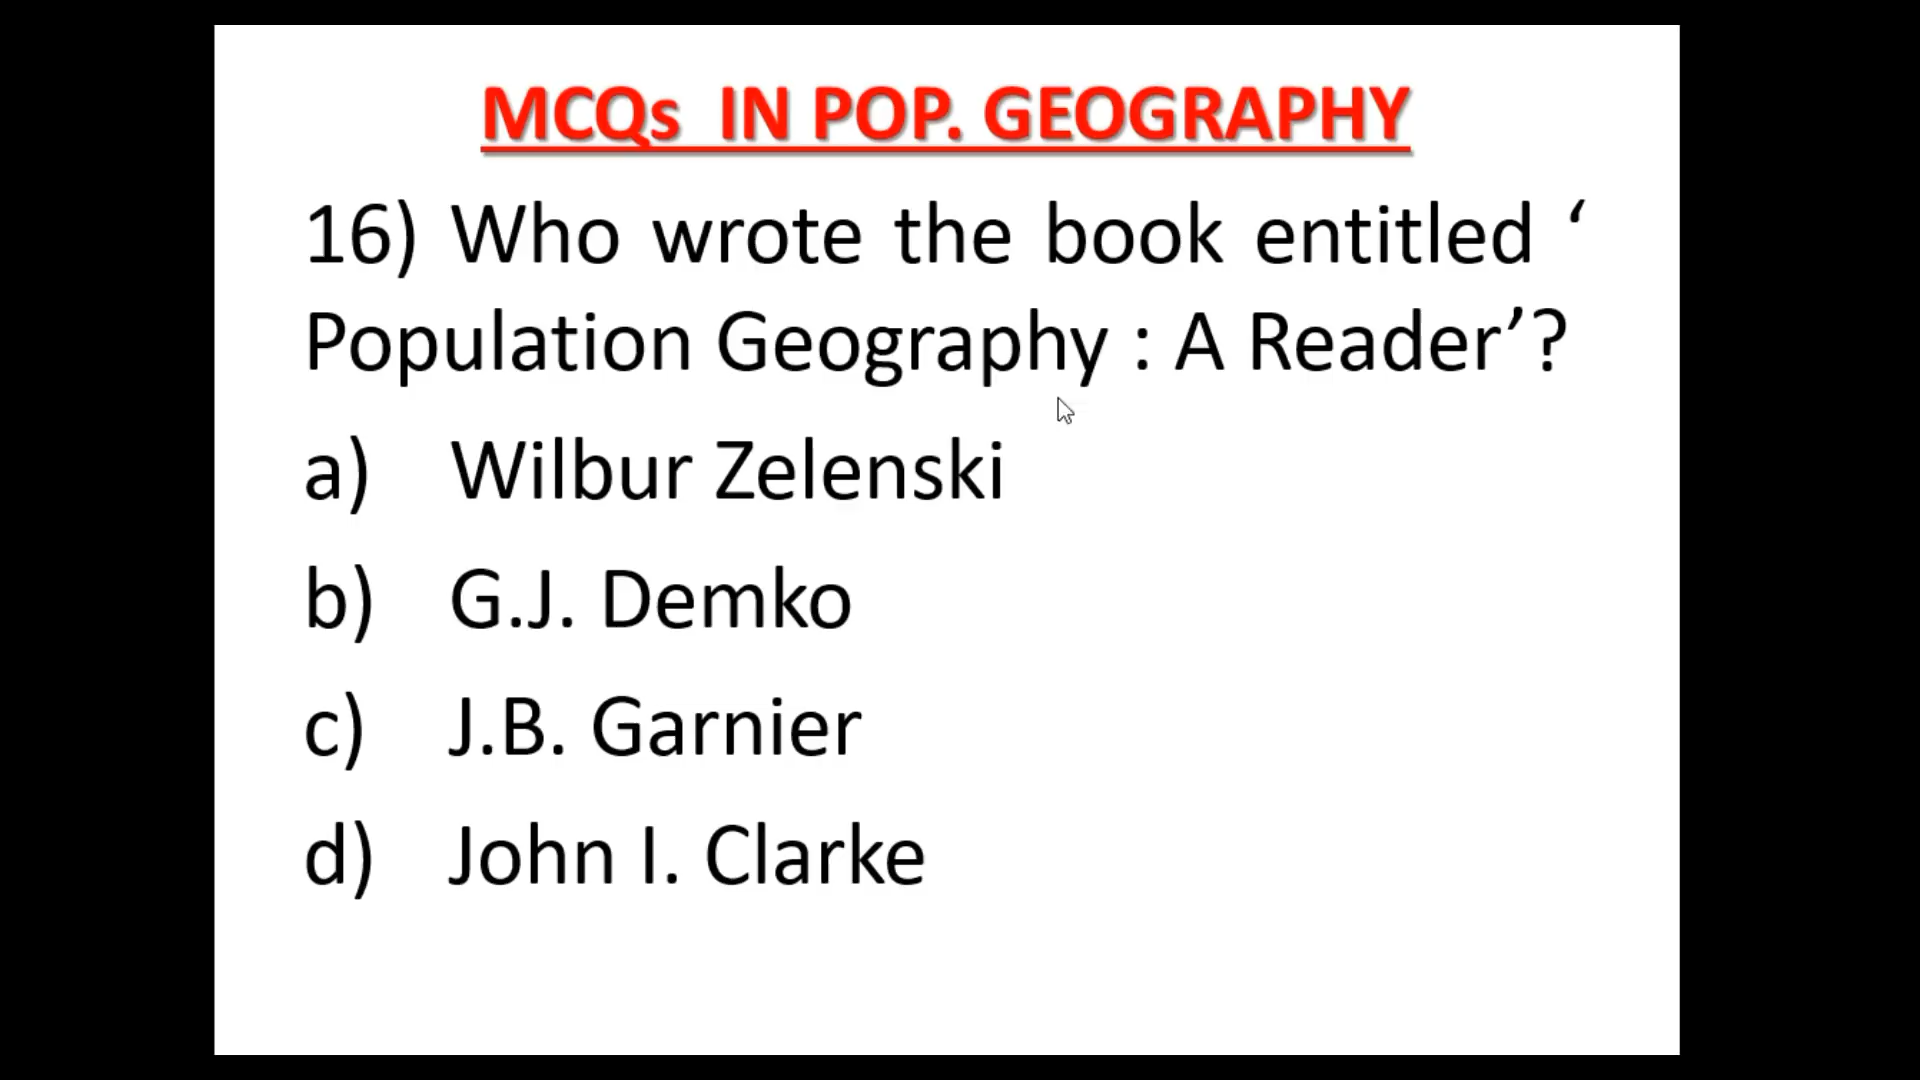 MCQs IN POP. GEOGRAPHY
16) Who wrote the book entitled ‘
Population Geography : A Reader’?
a) Wilbur Zelenski
b) G.J. Demko
c) J.B. Garnier
d) John I. Clarke